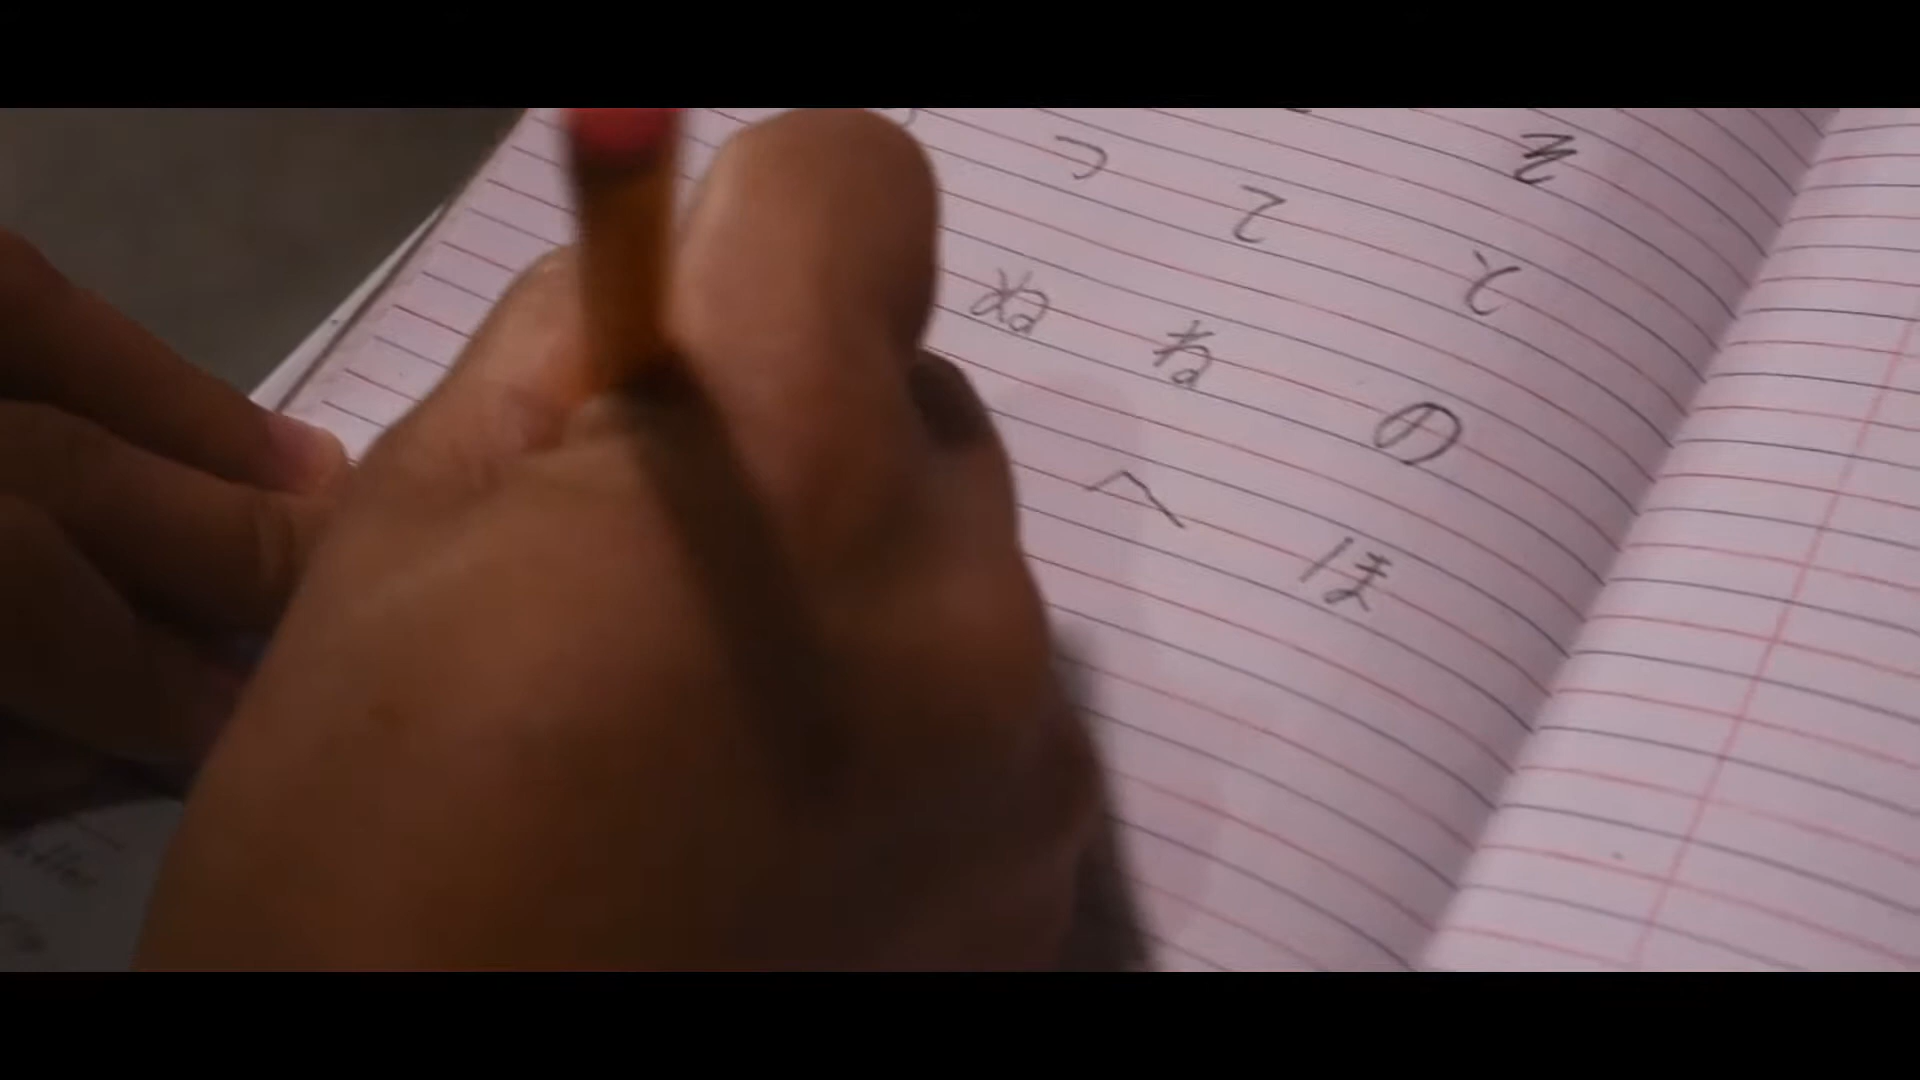 そ
つ て と
ぬ ね の
へ ほ